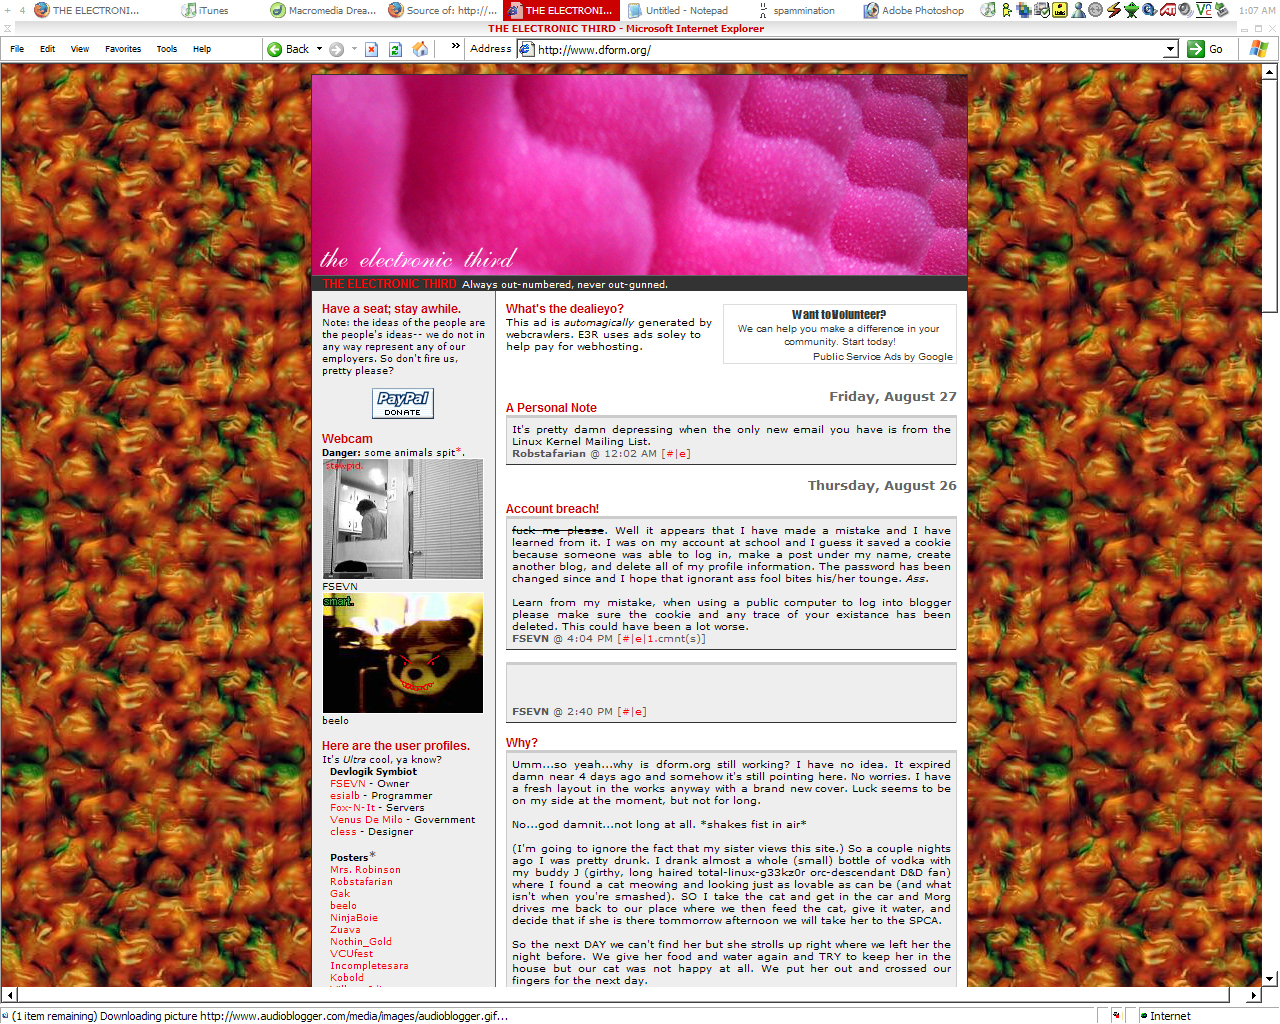 + 4 THE ELECTRONI... iTunes Macromedia Drea... Source of: http://... THE ELECTRONI... Untitled - Notepad spammination Adobe Photoshop 1:07 AM
THE ELECTRONIC THIRD - Microsoft Internet Explorer
File Edit View Favorites Tools Help Back » Address http://www.dform.org/ Go
the electronic third
THE ELECTRONIC THIRD Always out-numbered, never out-gunned.
Have a seat; stay awhile.
Note: the ideas of the people are
the people's ideas-- we do not in
any way represent any of our
employers. So don't fire us,
pretty please?
PayPal
DONATE
Webcam
Danger: some animals spit*.
stewpid.
FSEVN
smart.
beelo
Here are the user profiles.
It's Ultra cool, ya know?
Devlogik Symbiot
FSEVN - Owner
esialb - Programmer
Fox-N-It - Servers
Venus De Milo - Government
cless - Designer
Posters*
Mrs. Robinson
Robstafarian
Gak
beelo
NinjaBoie
Zuava
Nothin_Gold
VCUfest
Incompletesara
Kobold
What's the dealieyo?
This ad is automagically generated by
webcrawlers. E3R uses ads soley to
help pay for webhosting.
Want to Volunteer?
We can help you make a difference in your
community. Start today!
Public Service Ads by Google
Friday, August 27
A Personal Note
It's pretty damn depressing when the only new email you have is from the
Linux Kernel Mailing List.
Robstafarian @ 12:02 AM [#|e]
Thursday, August 26
Account breach!
fuck me please. Well it appears that I have made a mistake and I have
learned from it. I was on my account at school and I guess it saved a cookie
because someone was able to log in, make a post under my name, create
another blog, and delete all of my profile information. The password has been
changed since and I hope that ignorant ass fool bites his/her tounge. Ass.
Learn from my mistake, when using a public computer to log into blogger
please make sure the cookie and any trace of your existance has been
deleted. This could have been a lot worse.
FSEVN @ 4:04 PM [#|e|1.cmnt(s)]
FSEVN @ 2:40 PM [#|e]
Why?
Umm...so yeah...why is dform.org still working? I have no idea. It expired
damn near 4 days ago and somehow it's still pointing here. No worries. I have
a fresh layout in the works anyway with a brand new cover. Luck seems to be
on my side at the moment, but not for long.
No...god damnit...not long at all. *shakes fist in air*
(I'm going to ignore the fact that my sister views this site.) So a couple nights
ago I was pretty drunk. I drank almost a whole (small) bottle of vodka with
my buddy J (girthy, long haired total-linux-g33kz0r orc-descendant D&D fan)
where I found a cat meowing and looking just as lovable as can be (and what
isn't when you're smashed). SO I take the cat and get in the car and Morg
drives me back to our place where we then feed the cat, give it water, and
decide that if she is there tommorrow afternoon we will take her to the SPCA.
So the next DAY we can't find her but she strolls up right where we left her the
night before. We give her food and water again and TRY to keep her in the
house but our cat was not happy at all. We put her out and crossed our
fingers for the next day.
(1 item remaining) Downloading picture http://www.audioblogger.com/media/images/audioblogger.gif... Internet